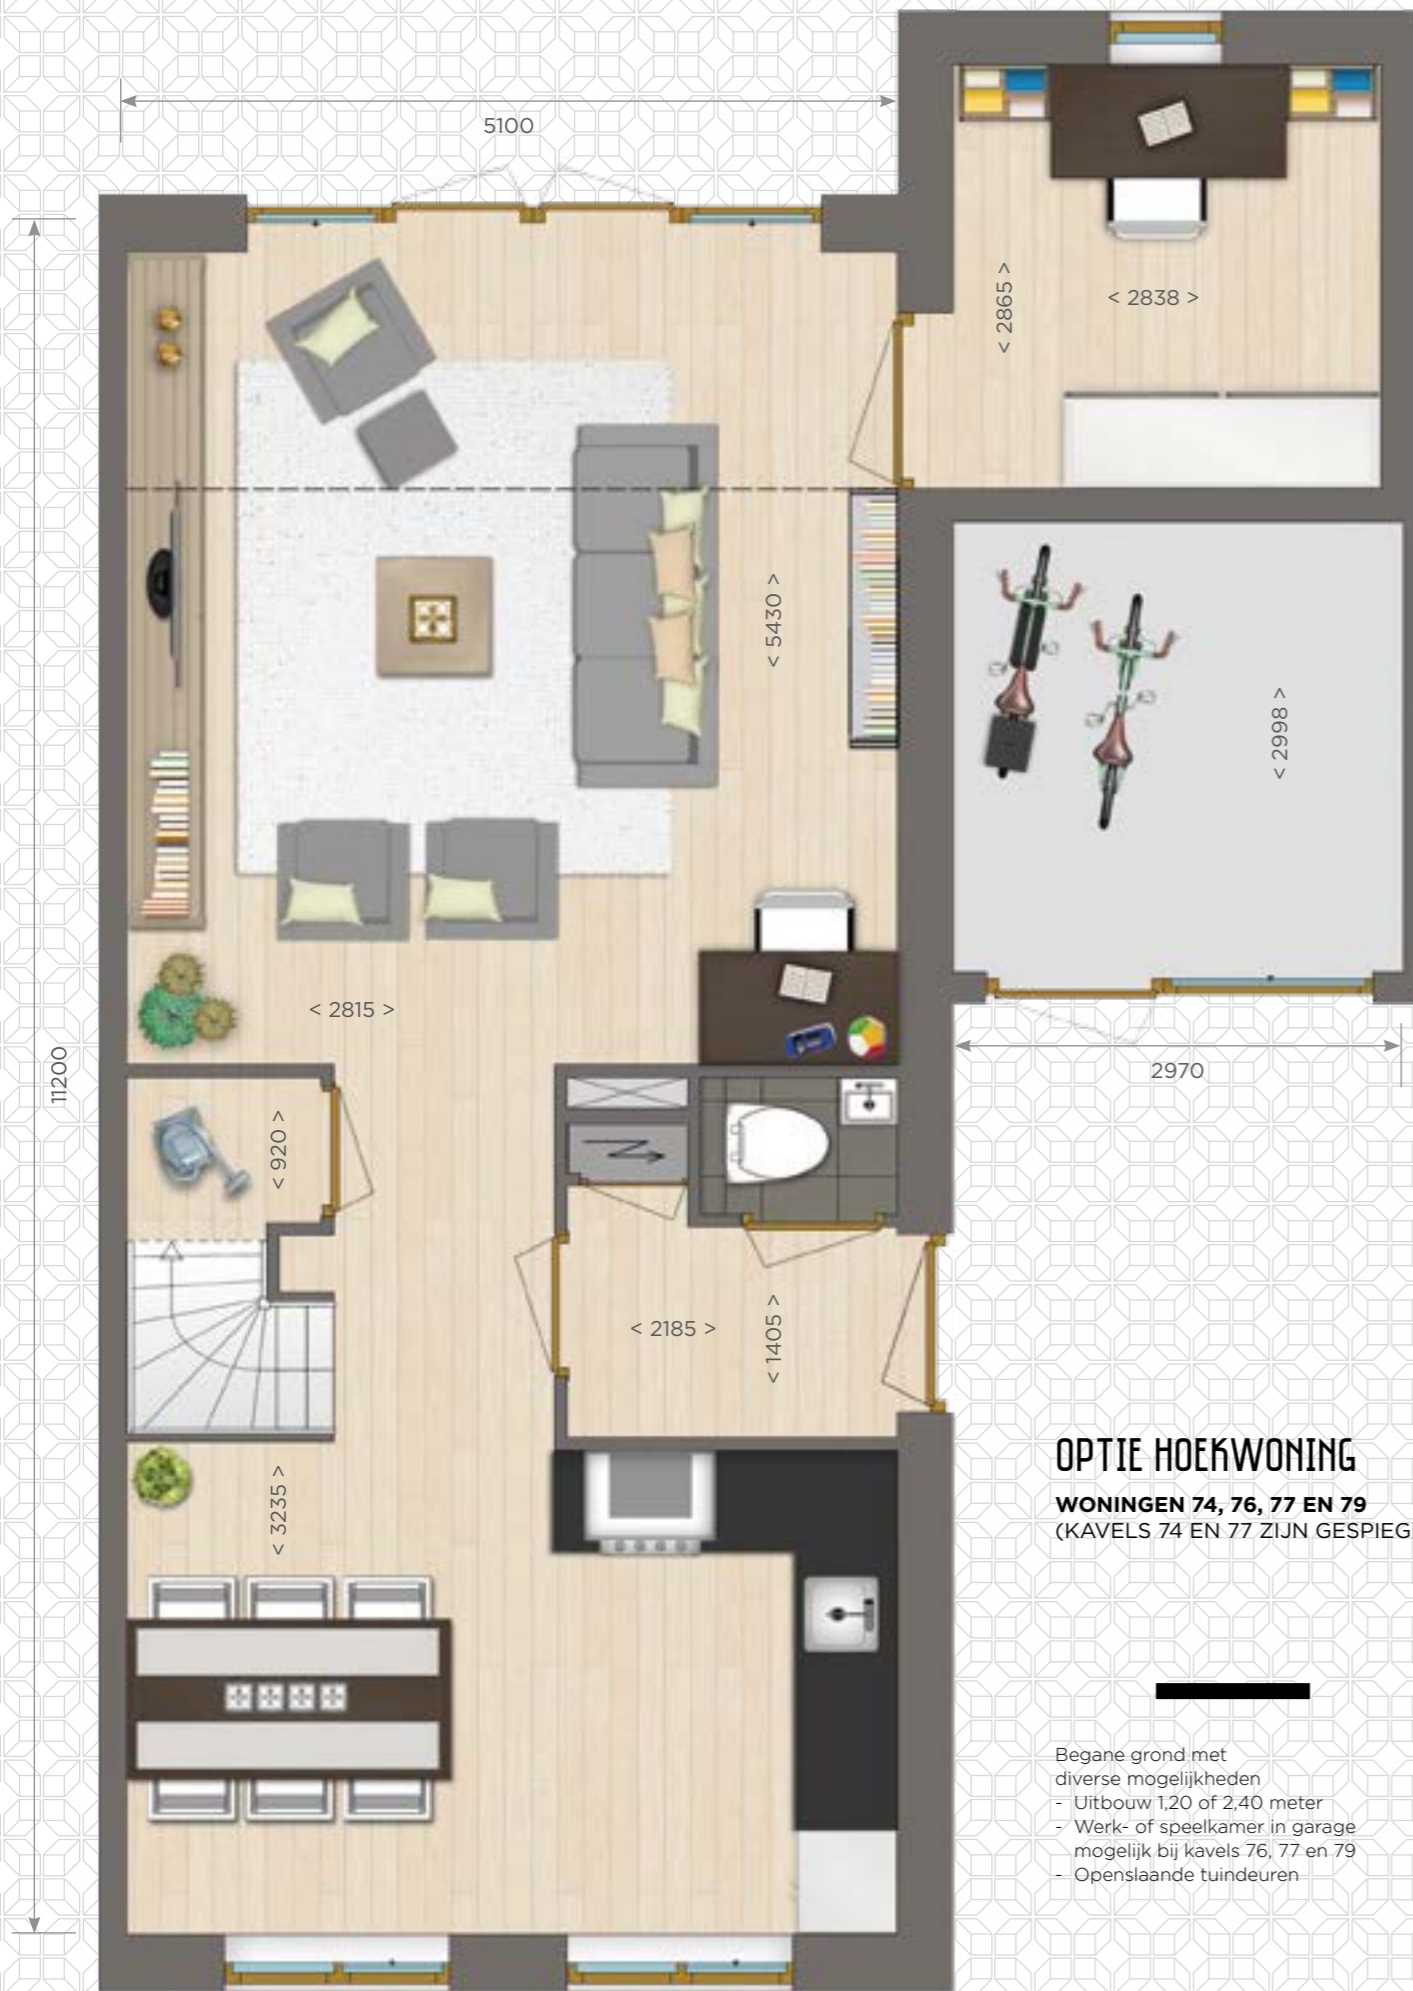 5100
< 2865 >
< 2838 >
< 5430 >
< 2998 >
< 2815 >
11200
2970
< 920 >
< 2185 >
< 1405 >
< 3235 >
OPTIE HOEKWONING
WONINGEN 74, 76, 77 EN 79
(KAVELS 74 EN 77 ZIJN GESPIEG
Begane grond met
diverse mogelijkheden
- Uitbouw 1,20 of 2,40 meter
- Werk- of speelkamer in garage
mogelijk bij kavels 76, 77 en 79
- Openslaande tuindeuren